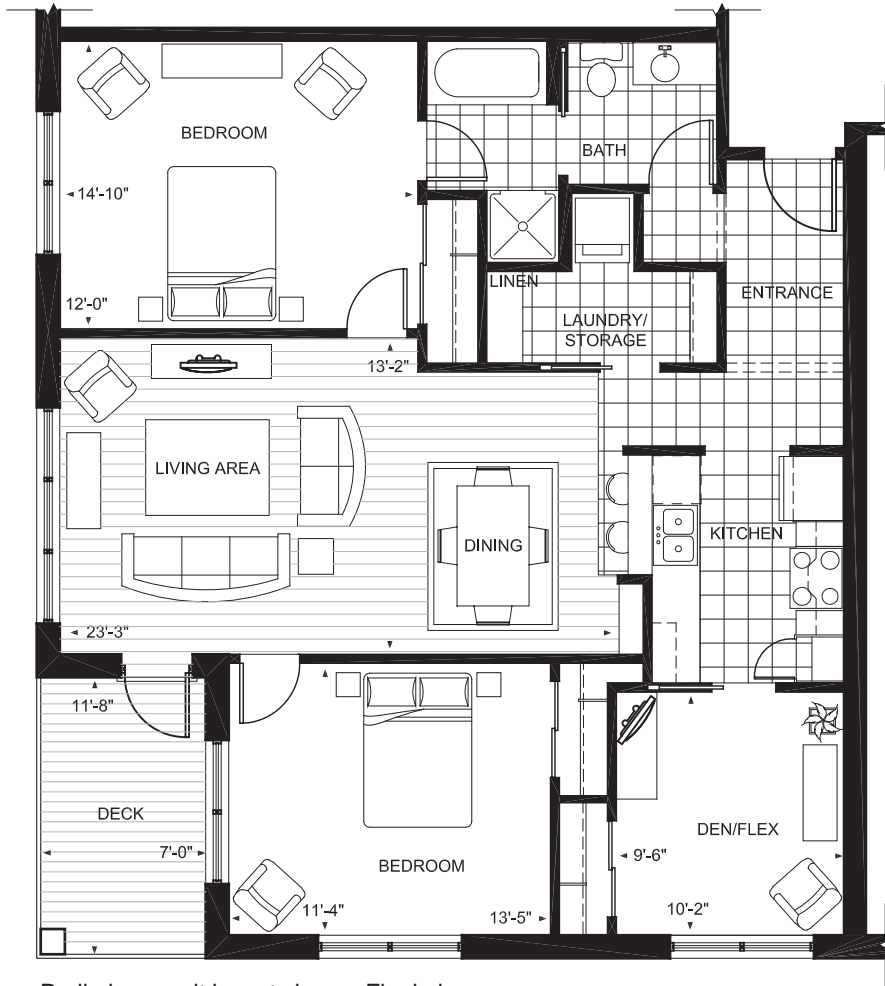 BEDROOM
BATH
14'-10"
12'-0"
LINEN
LAUNDRY/
STORAGE
ENTRANCE
13'-2"
LIVING AREA
DINING
KITCHEN
23'-3"
11'-8"
DECK
7'-0"
BEDROOM
11'-4"
13'-5"
DEN/FLEX
9'-6"
10'-2"